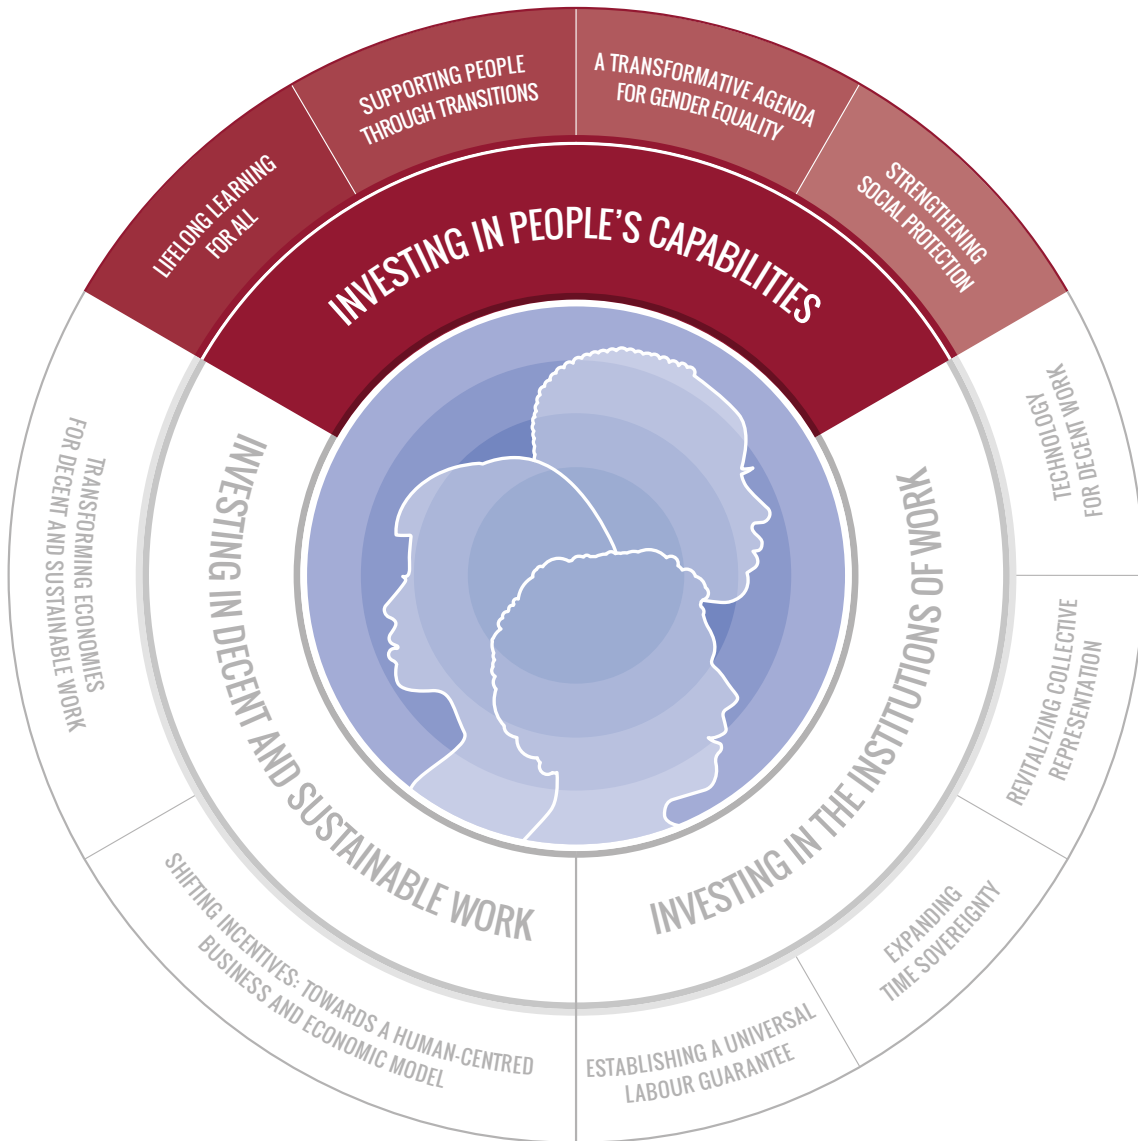 LIFELONG LEARNING
FOR ALL
SUPPORTING PEOPLE
THROUGH TRANSITIONS
A TRANSFORMATIVE AGENDA
FOR GENDER EQUALITY
STRENGTHENING
SOCIAL PROTECTION
INVESTING IN PEOPLE'S CAPABILITIES
TECHNOLOGY
FOR DECENT WORK
REVITALIZING COLLECTIVE
REPRESENTATION
EXPANDING
TIME SOVEREIGNTY
ESTABLISHING A UNIVERSAL
LABOUR GUARANTEE
INVESTING IN THE INSTITUTIONS OF WORK
TRANSFORMING ECONOMIES
FOR DECENT AND SUSTAINABLE WORK
SHIFTING INCENTIVES: TOWARDS A HUMAN-CENTRED
BUSINESS AND ECONOMIC MODEL
INVESTING IN DECENT AND SUSTAINABLE WORK